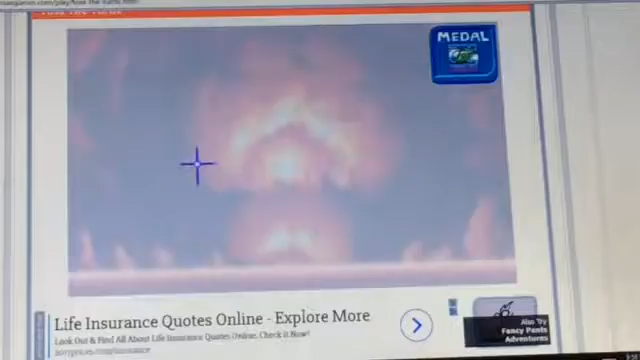 MEDAL
Life Insurance Quotes Online - Explore More
Look Out & Find All About Life Insurance Quotes Online. Check It Now!
Also Try
Fancy Pants
Adventures